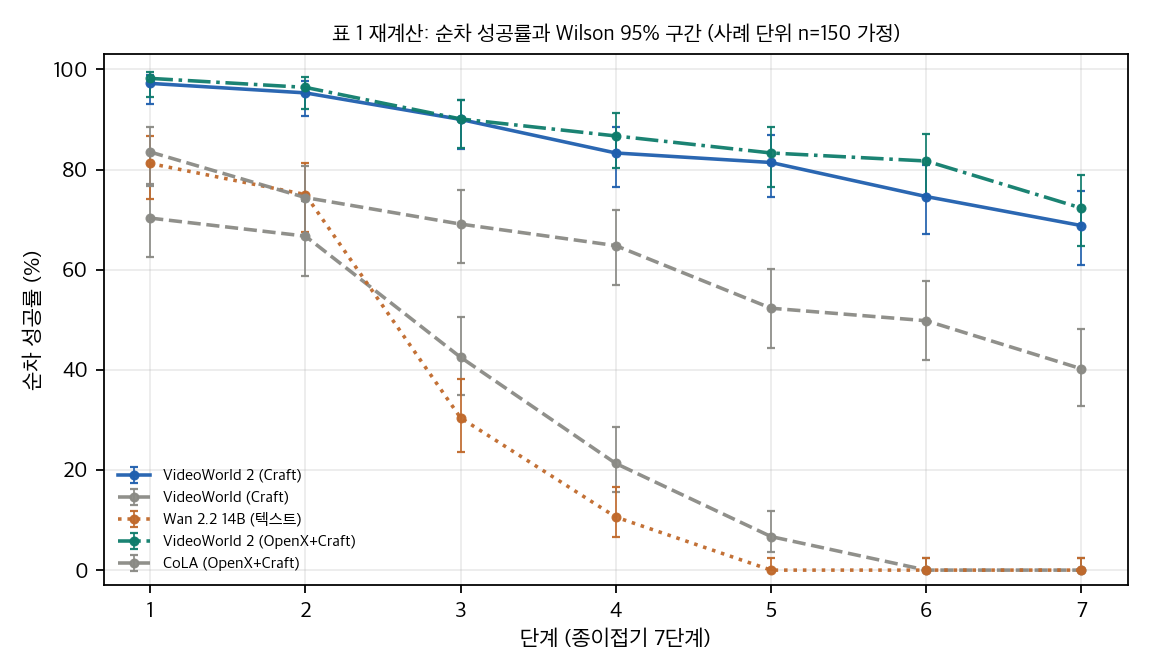 표 1 재계산: 순차 성공률과 Wilson 95% 구간 (사례 단위 n=150 가정)
순차 성공률 (%)
100
80
60
40
20
0
VideoWorld 2 (Craft)
VideoWorld (Craft)
Wan 2.2 14B (텍스트)
VideoWorld 2 (OpenX+Craft)
CoLA (OpenX+Craft)
1 2 3 4 5 6 7
단계 (종이접기 7단계)